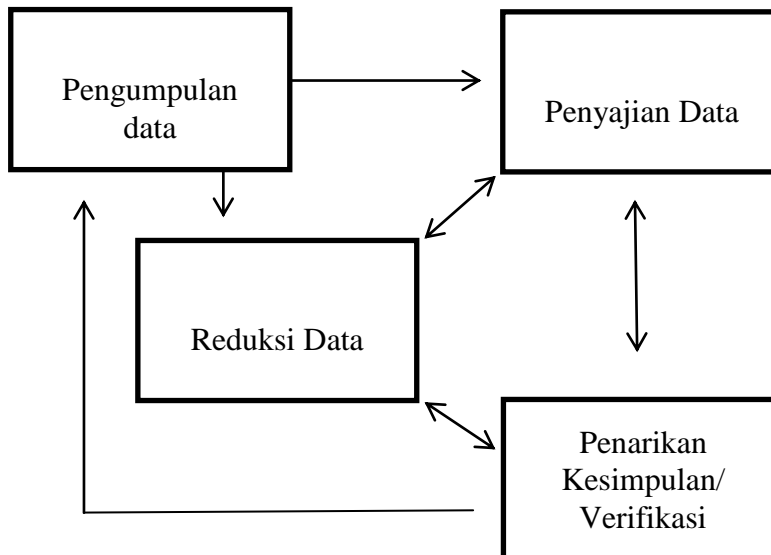 Pengumpulan
data
Penyajian Data
Reduksi Data
Penarikan
Kesimpulan/
Verifikasi